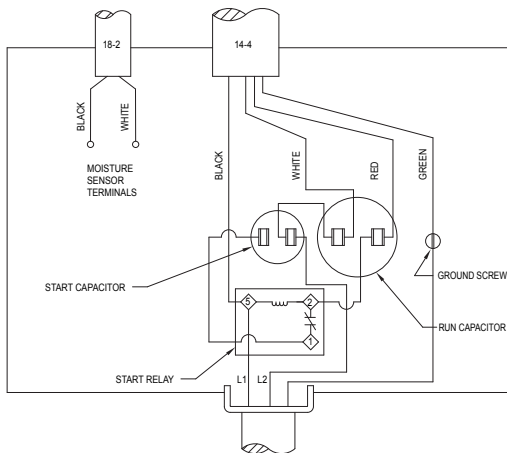 18-2
14-4
BLACK
WHITE
MOISTURE
SENSOR
TERMINALS
BLACK
WHITE
RED
GREEN
START CAPACITOR
GROUND SCREW
RUN CAPACITOR
5
2
1
START RELAY
L1
L2